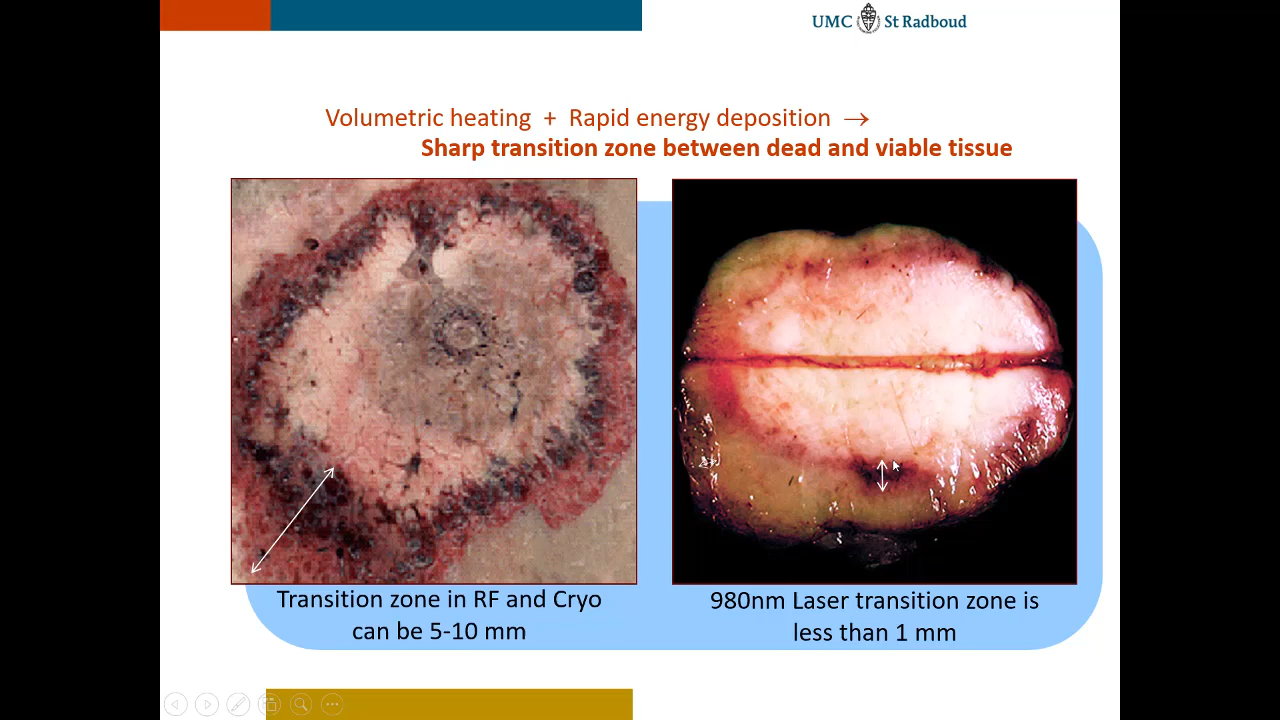 UMC St Radboud
Volumetric heating + Rapid energy deposition →
Sharp transition zone between dead and viable tissue
Transition zone in RF and Cryo
can be 5-10 mm
980nm Laser transition zone is
less than 1 mm